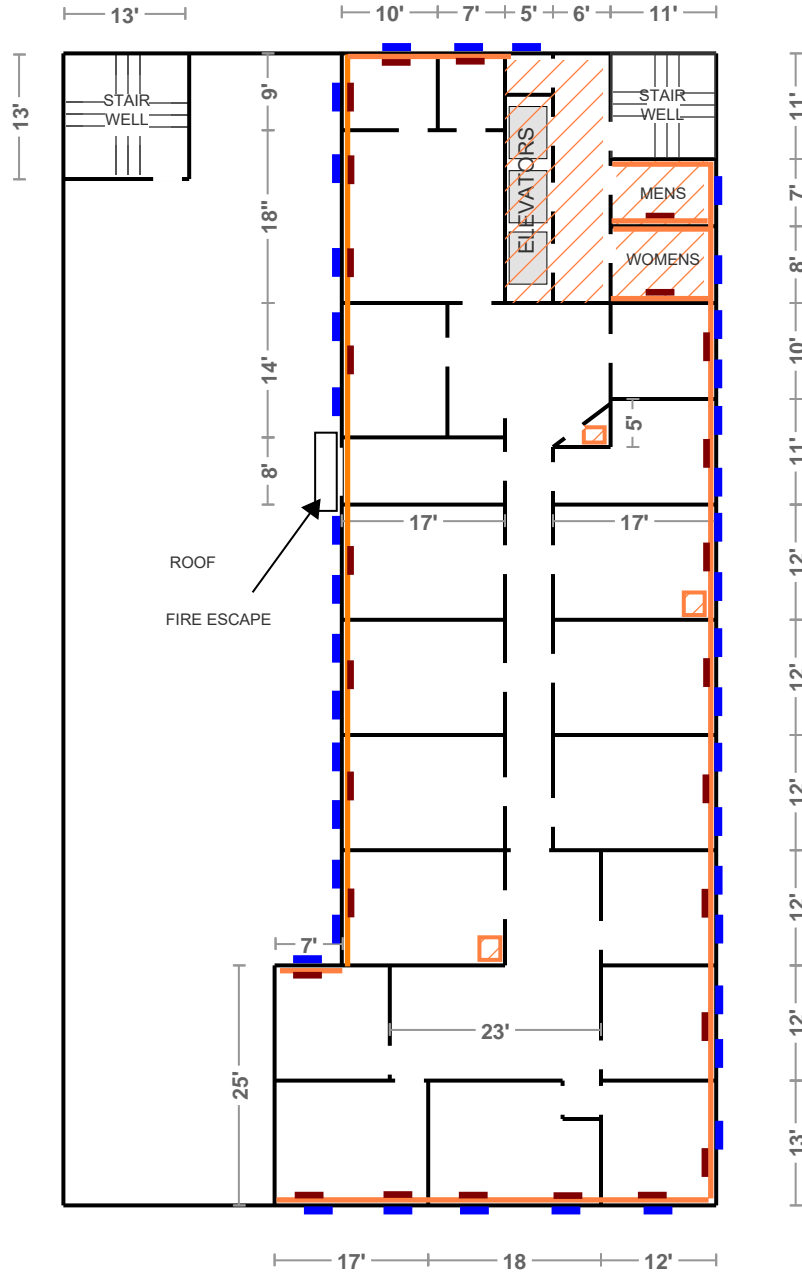 10' 7' 5' 6' 11'
13'
13'
STAIR
WELL
9'
18"
14'
8'
ELEVATORS
STAIR
WELL
MENS
WOMENS
11'
7'
8'
10'
11'
12'
12'
12'
12'
12'
13'
5'
17'
17'
ROOF
FIRE ESCAPE
7'
23'
25'
17' 18 12'